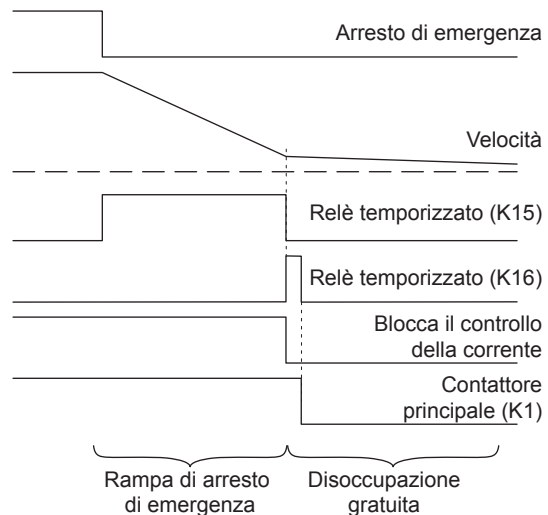 Arresto di emergenza
Velocità
Relè temporizzato (K15)
Relè temporizzato (K16)
Blocca il controllo
della corrente
Contattore
principale (K1)
Rampa di arresto
di emergenza
Disoccupazione
gratuita